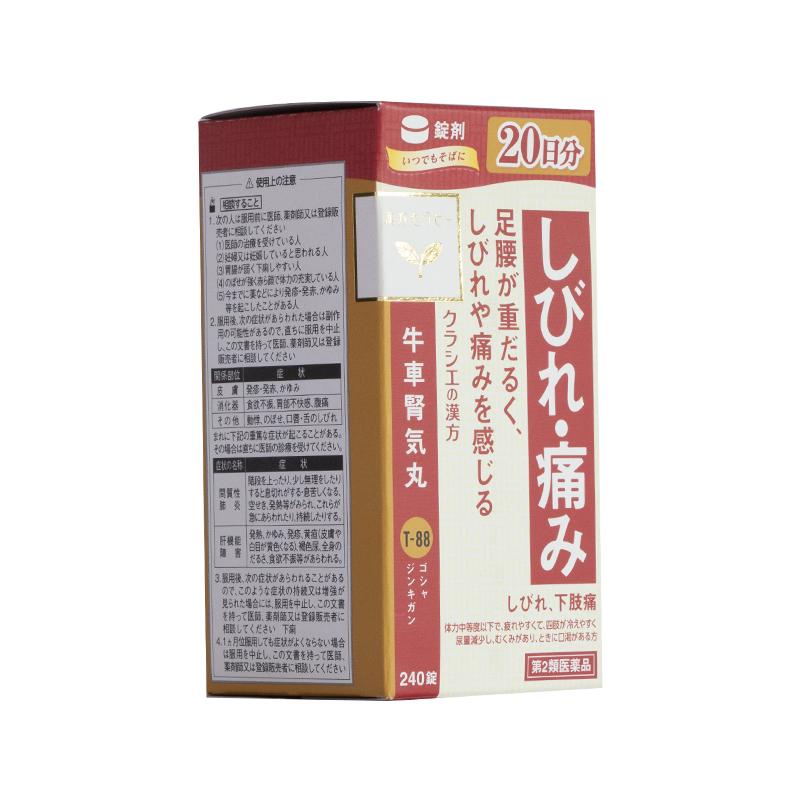 ⚠使用上の注意
相談すること
1.次の人は服用前に医師、薬剤師又は登録販
売者に相談してください
(1)医師の治療を受けている人
(2)妊婦又は妊娠していると思われる人
(3)胃腸が弱く下痢しやすい人
(4)のぼせが強く赤ら顔で体力の充実している人
(5)今までに薬などにより発疹・発赤、かゆみ
等を起こしたことがある人
2.服用後、次の症状があらわれた場合は副作
用の可能性があるので、直ちに服用を中止
し、この文書を持って医師、薬剤師又は登録
販売者に相談してください
関係部位 症状
皮膚 発疹・発赤、かゆみ
消化器 食欲不振、胃部不快感、腹痛
その他 動悸、のぼせ、口唇・舌のしびれ
まれに下記の重篤な症状が起こることがある。
その場合は直ちに医師の診療を受けてください。
症状の名称 症状
間質性
肺炎
階段を上ったり、少し無理をしたり
すると息切れがする・息苦しくなる、
空せき、発熱等がみられ、これらが
急にあらわれたり、持続したりする。
肝機能
障害
発熱、かゆみ、発疹、黄疸(皮膚や
白目が黄色くなる)、褐色尿、全身の
だるさ、食欲不振等があらわれる。
3.服用後、次の症状があらわれることがある
ので、このような症状の持続又は増強が
見られた場合には、服用を中止し、この文書
を持って医師、薬剤師又は登録販売者に
相談してください 下痢
4.1ヵ月位服用しても症状がよくならない場合
は服用を中止し、この文書を持って医師、
薬剤師又は登録販売者に相談してください
錠剤
いつでもそばに
20日分
漢方セラピー
クラシエの漢方
牛車腎気丸
T-88
ゴシャ
ジンキガン
240錠
足腰が重だるく、
しびれや痛みを感じる
しびれ・痛み
しびれ、下肢痛
体力中等度以下で、疲れやすくて、四肢が冷えやすく
尿量減少し、むくみがあり、ときに口渇がある方
第2類医薬品